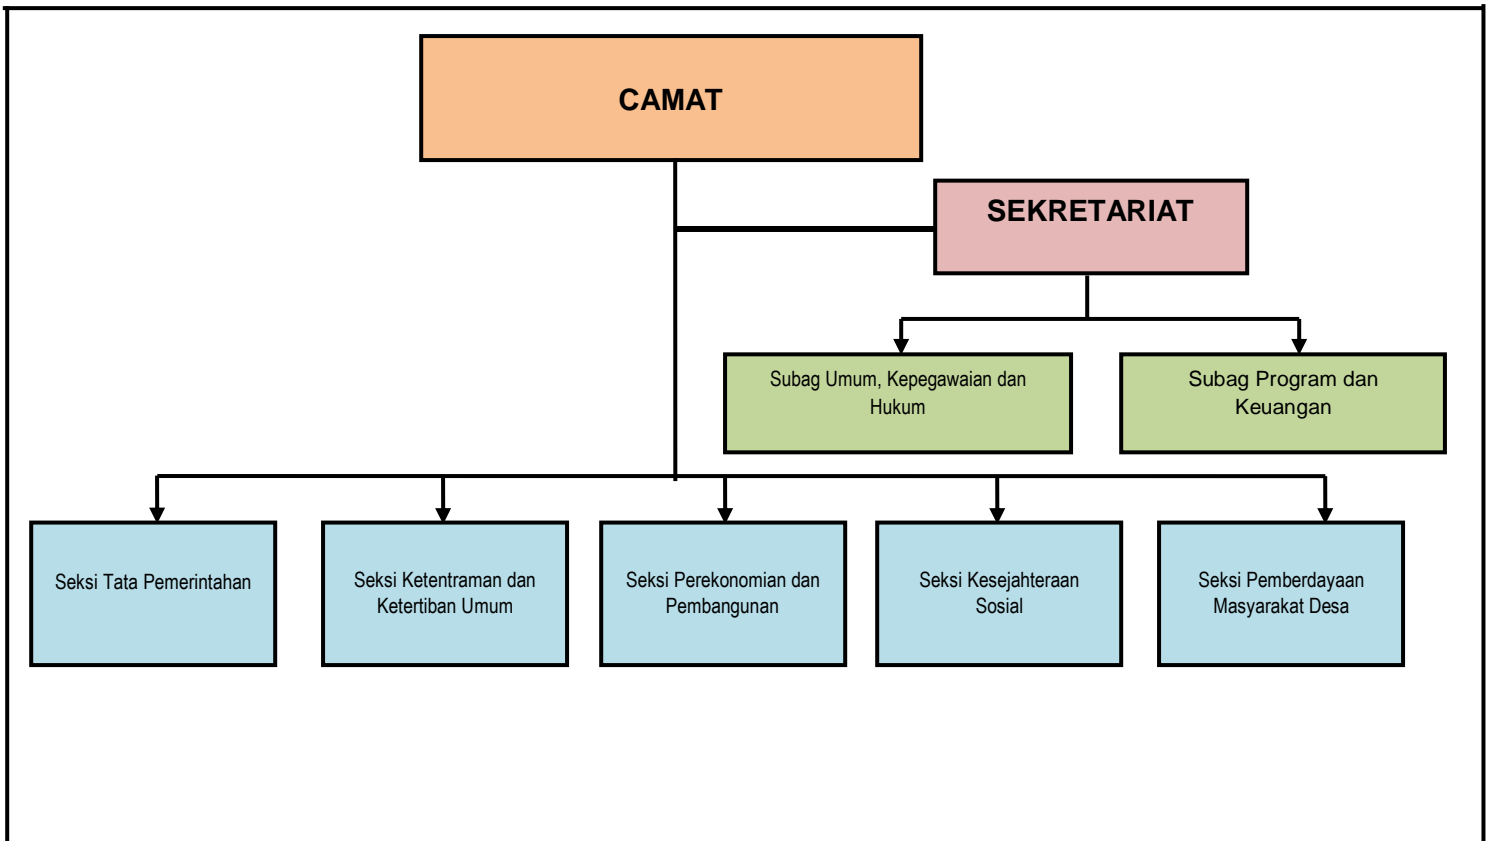 CAMAT
SEKRETARIAT
Subag Umum, Kepegawaian dan
Hukum
Subag Program dan
Keuangan
Seksi Tata Pemerintahan
Seksi Ketentraman dan
Ketertiban Umum
Seksi Perekonomian dan
Pembangunan
Seksi Kesejahteraan
Sosial
Seksi Pemberdayaan
Masyarakat Desa